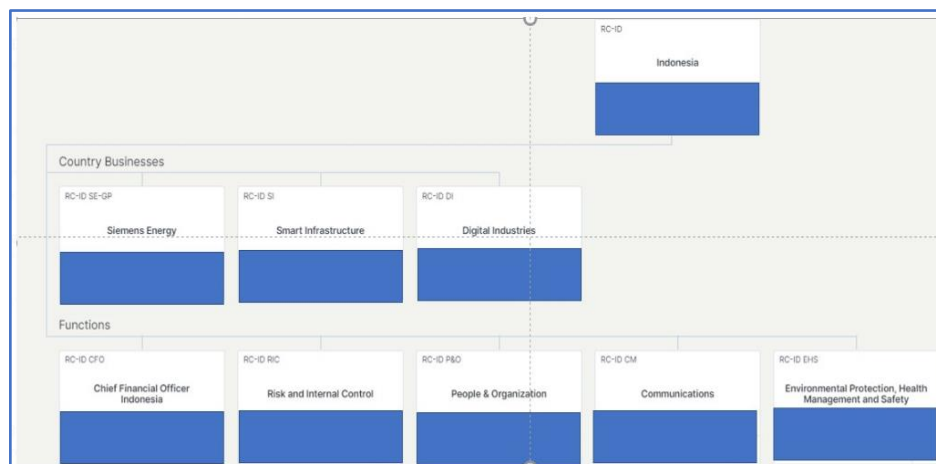 RC-ID
Indonesia
Country Businesses
RC-ID SE-GP
Siemens Energy
RC-ID SI
Smart Infrastructure
RC-ID DI
Digital Industries
Functions
RC-ID CFO
Chief Financial Officer
Indonesia
RC-ID RIC
Risk and Internal Control
RC-ID P&O
People & Organization
RC-ID CM
Communications
RC-ID EHS
Environmental Protection, Health
Management and Safety